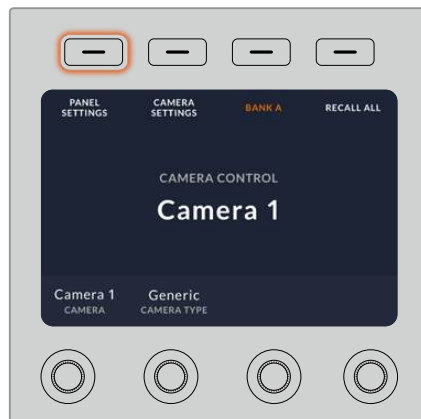 PANEL
SETTINGS
CAMERA
SETTINGS
BANK A
RECALL ALL
CAMERA CONTROL
Camera 1
Camera 1
CAMERA
Generic
CAMERA TYPE